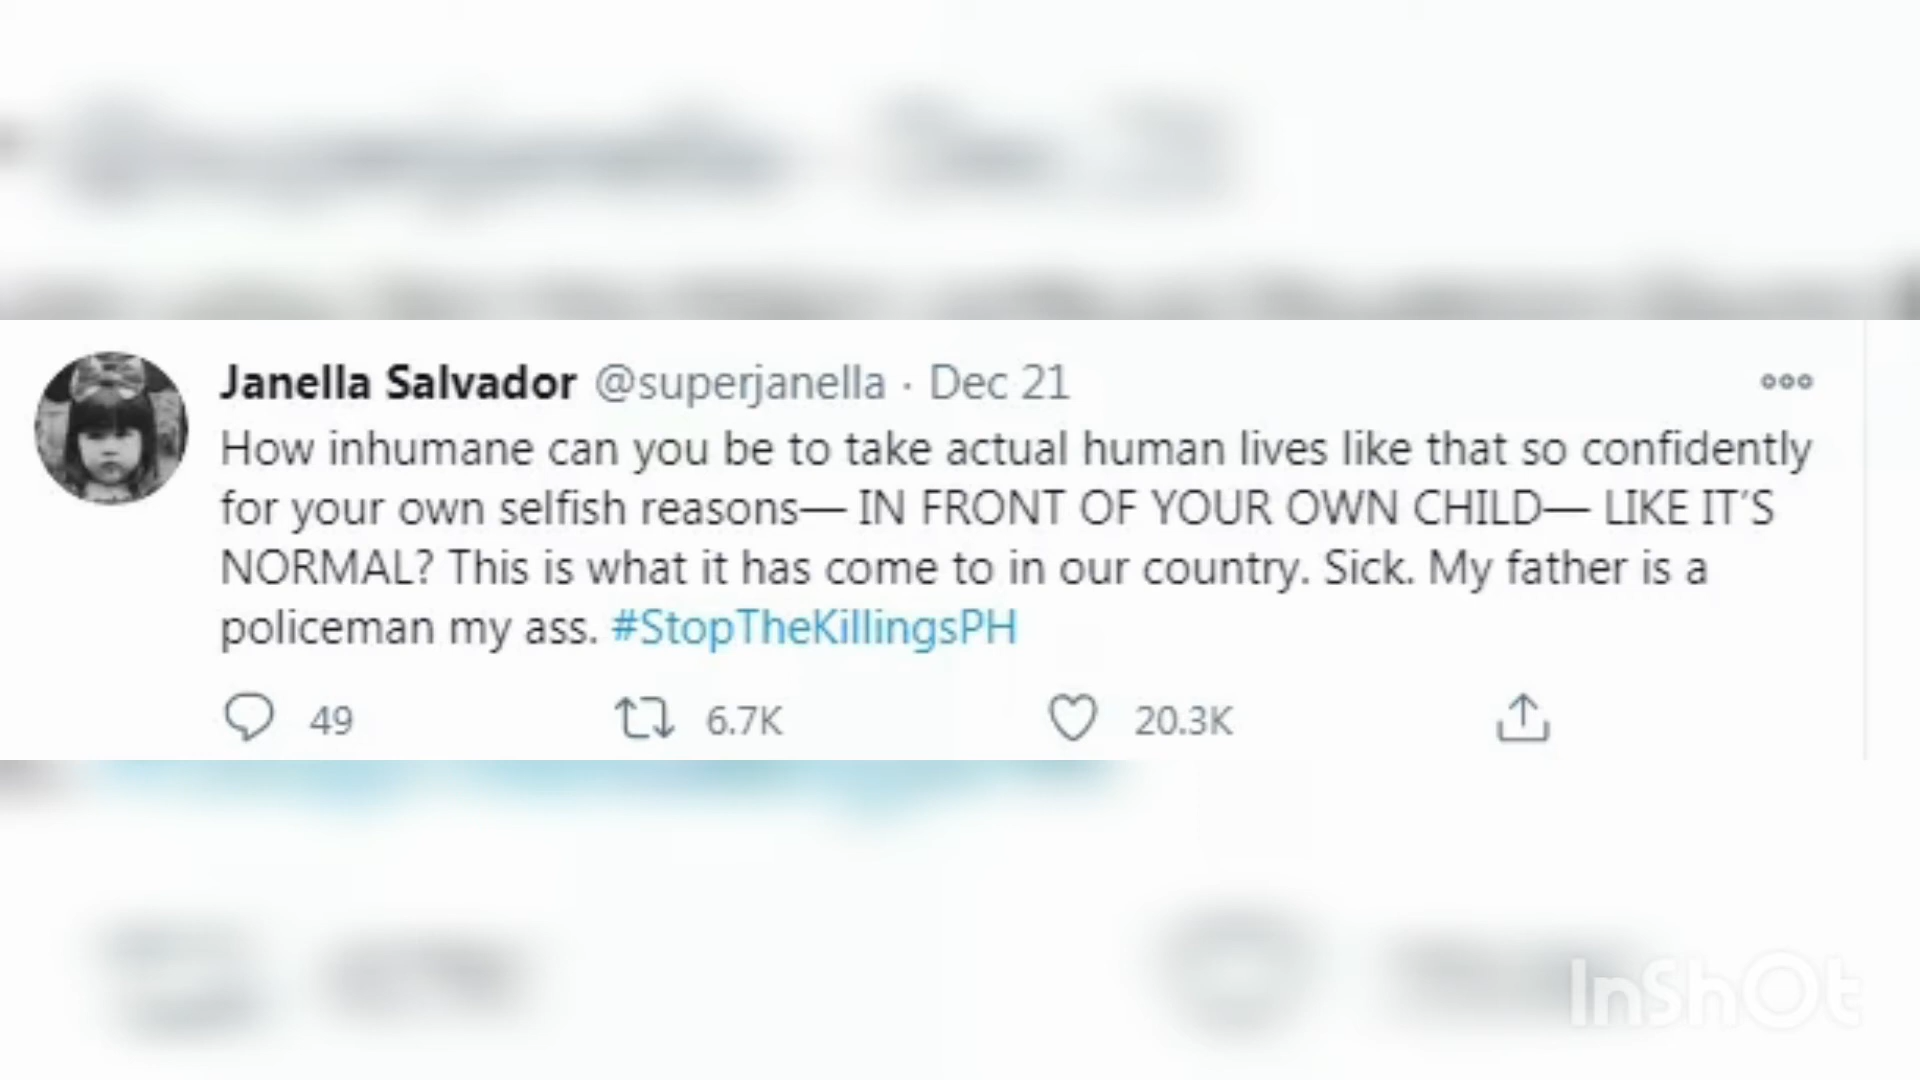 Janella Salvador @superjanella · Dec 21
How inhumane can you be to take actual human lives like that so confidently
for your own selfish reasons— IN FRONT OF YOUR OWN CHILD— LIKE IT'S
NORMAL? This is what it has come to in our country. Sick. My father is a
policeman my ass. #StopTheKillingsPH
49 6.7K 20.3K
InShOt